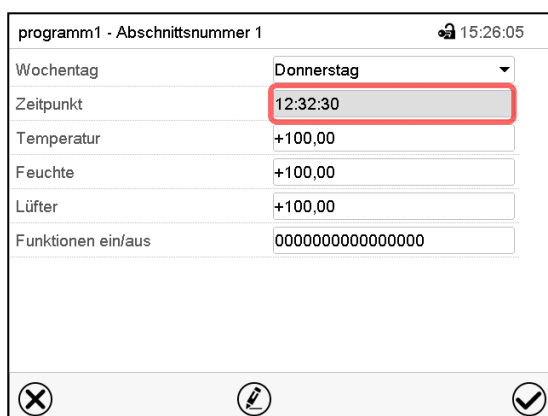 programm1 - Abschnittsnummer 1 15:26:05
Wochentag Donnerstag
Zeitpunkt 12:32:30
Temperatur +100,00
Feuchte +100,00
Lüfter +100,00
Funktionen ein/aus 0000000000000000